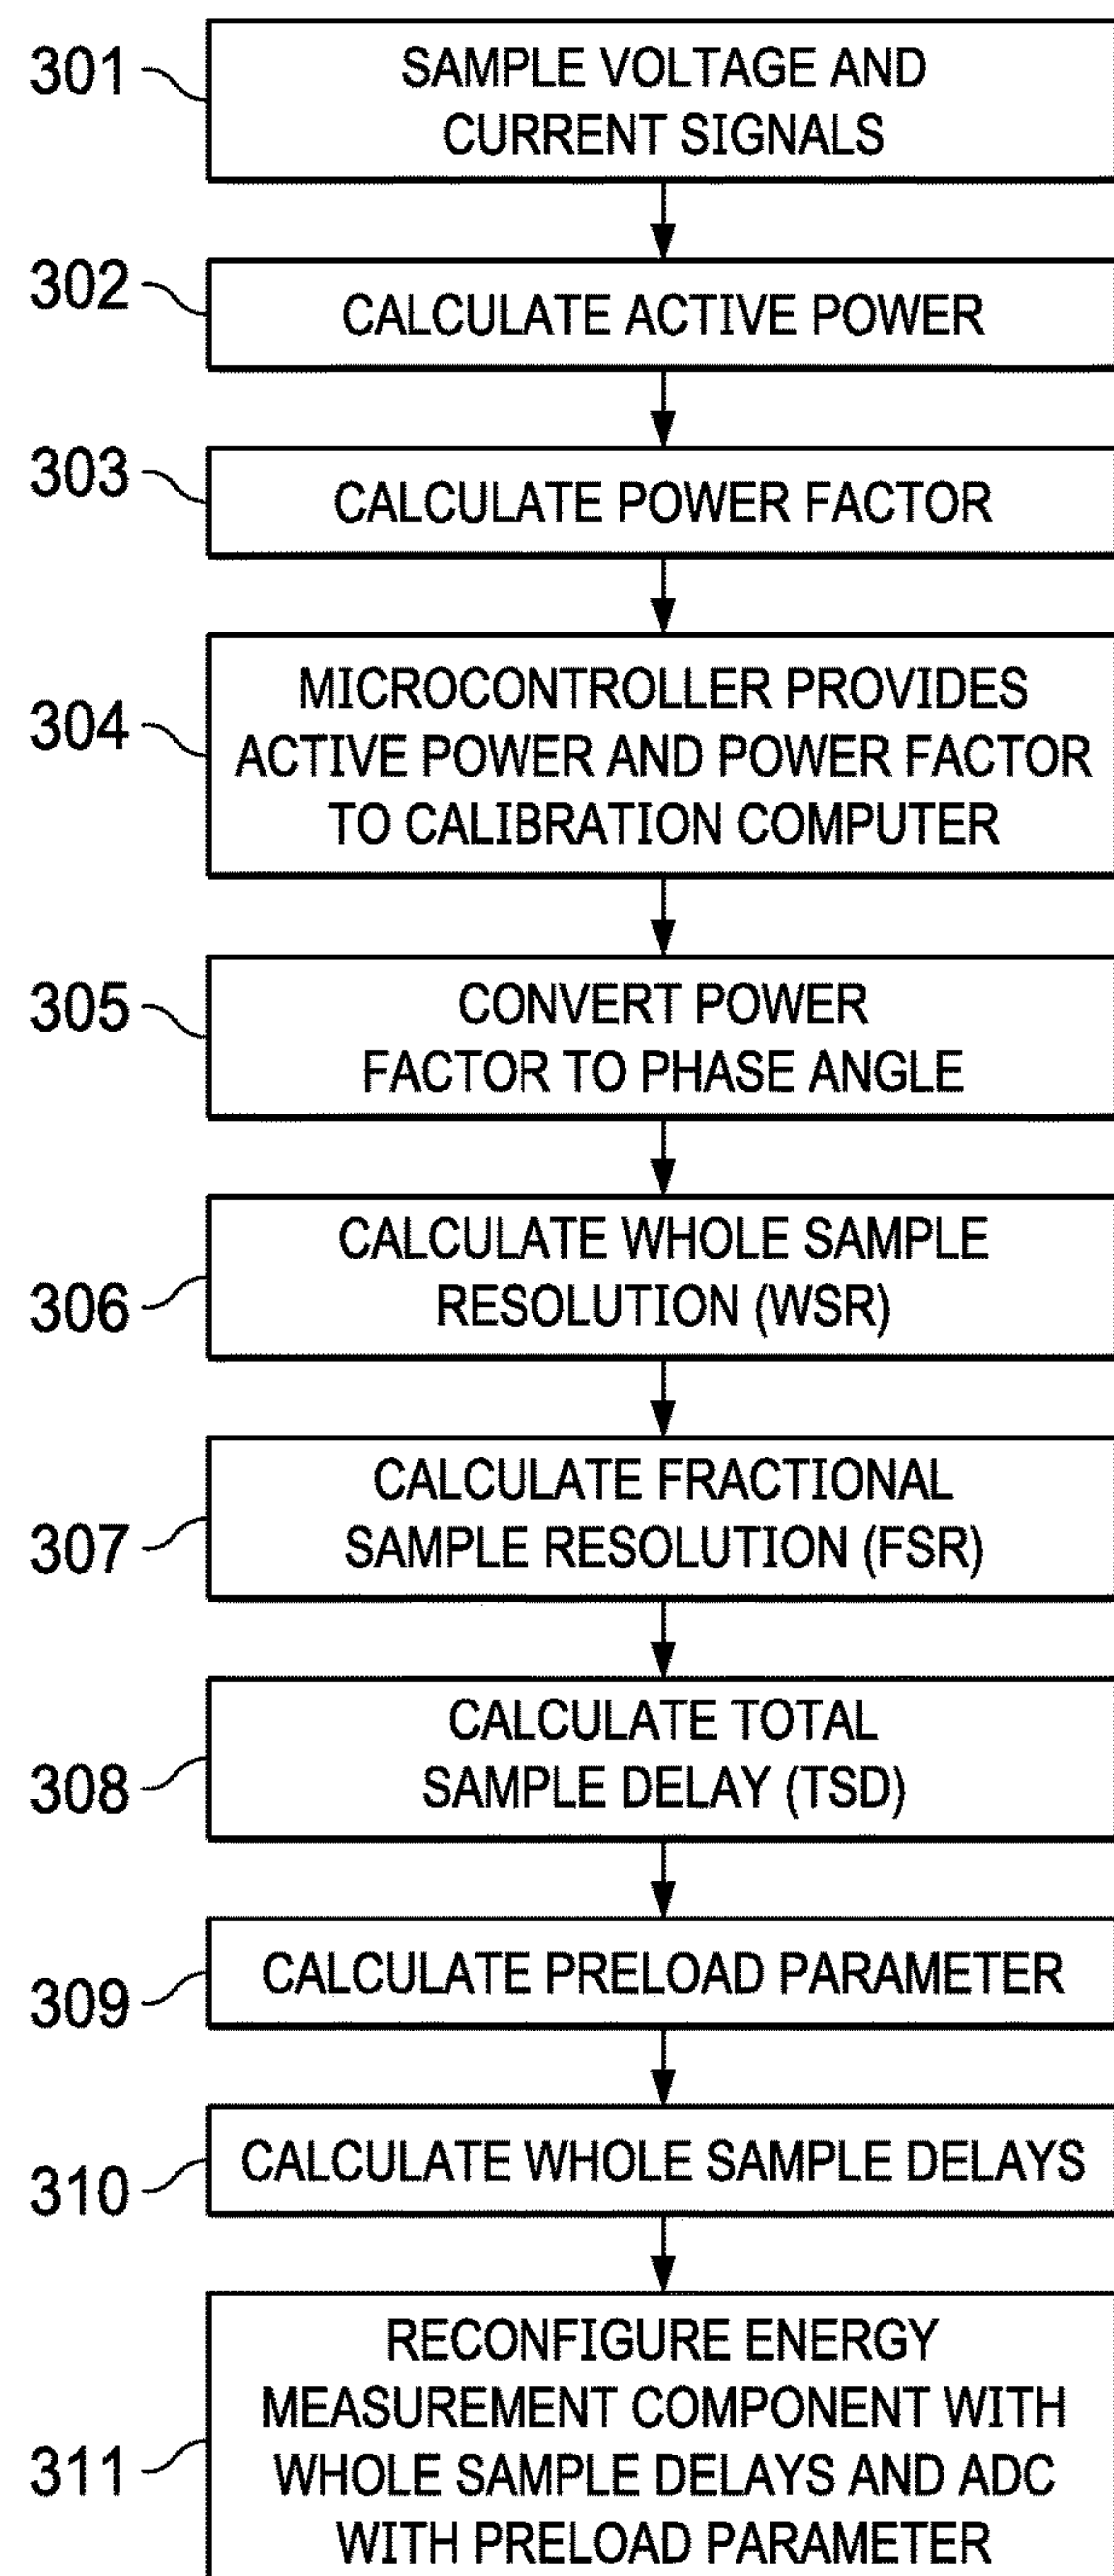 301
SAMPLE VOLTAGE AND
CURRENT SIGNALS
302
CALCULATE ACTIVE POWER
303
CALCULATE POWER FACTOR
304
MICROCONTROLLER PROVIDES
ACTIVE POWER AND POWER FACTOR
TO CALIBRATION COMPUTER
305
CONVERT POWER
FACTOR TO PHASE ANGLE
306
CALCULATE WHOLE SAMPLE
RESOLUTION (WSR)
307
CALCULATE FRACTIONAL
SAMPLE RESOLUTION (FSR)
308
CALCULATE TOTAL
SAMPLE DELAY (TSD)
309
CALCULATE PRELOAD PARAMETER
310
CALCULATE WHOLE SAMPLE DELAYS
311
RECONFIGURE ENERGY
MEASUREMENT COMPONENT WITH
WHOLE SAMPLE DELAYS AND ADC
WITH PRELOAD PARAMETER